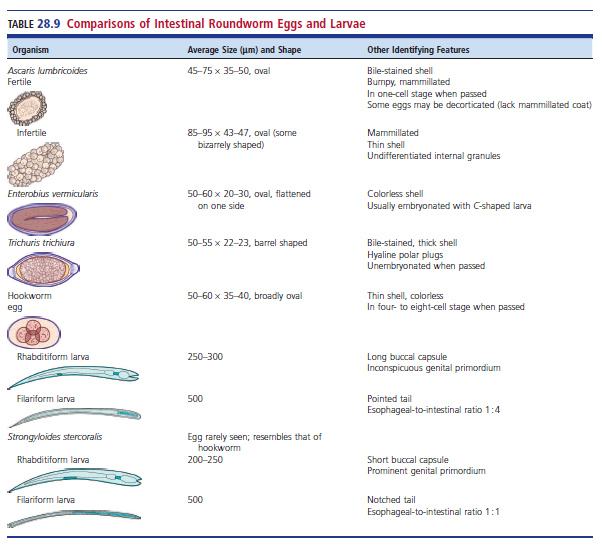 TABLE 28.9 Comparisons of Intestinal Roundworm Eggs and Larvae
Organism Average Size (μm) and Shape Other Identifying Features
Ascaris lumbricoides 45–75 × 35–50, oval Bile-stained shell
Fertile Bumpy, mammillated
In one-cell stage when passed
Some eggs may be decorticated (lack mammillated coat)
Infertile 85–95 × 43–47, oval (some Mammillated
bizarrely shaped) Thin shell
Undifferentiated internal granules
Enterobius vermicularis 50–60 × 20–30, oval, flattened Colorless shell
on one side Usually embryonated with C-shaped larva
Trichuris trichiura 50–55 × 22–23, barrel shaped Bile-stained, thick shell
Hyaline polar plugs
Unembryonated when passed
Hookworm 50–60 × 35–40, broadly oval Thin shell, colorless
egg In four- to eight-cell stage when passed
Rhabditiform larva 250–300 Long buccal capsule
Inconspicuous genital primordium
Filariform larva 500 Pointed tail
Esophageal-to-intestinal ratio 1:4
Strongyloides stercoralis Egg rarely seen; resembles that of
hookworm
Rhabditiform larva 200–250 Short buccal capsule
Prominent genital primordium
Filariform larva 500 Notched tail
Esophageal-to-intestinal ratio 1:1